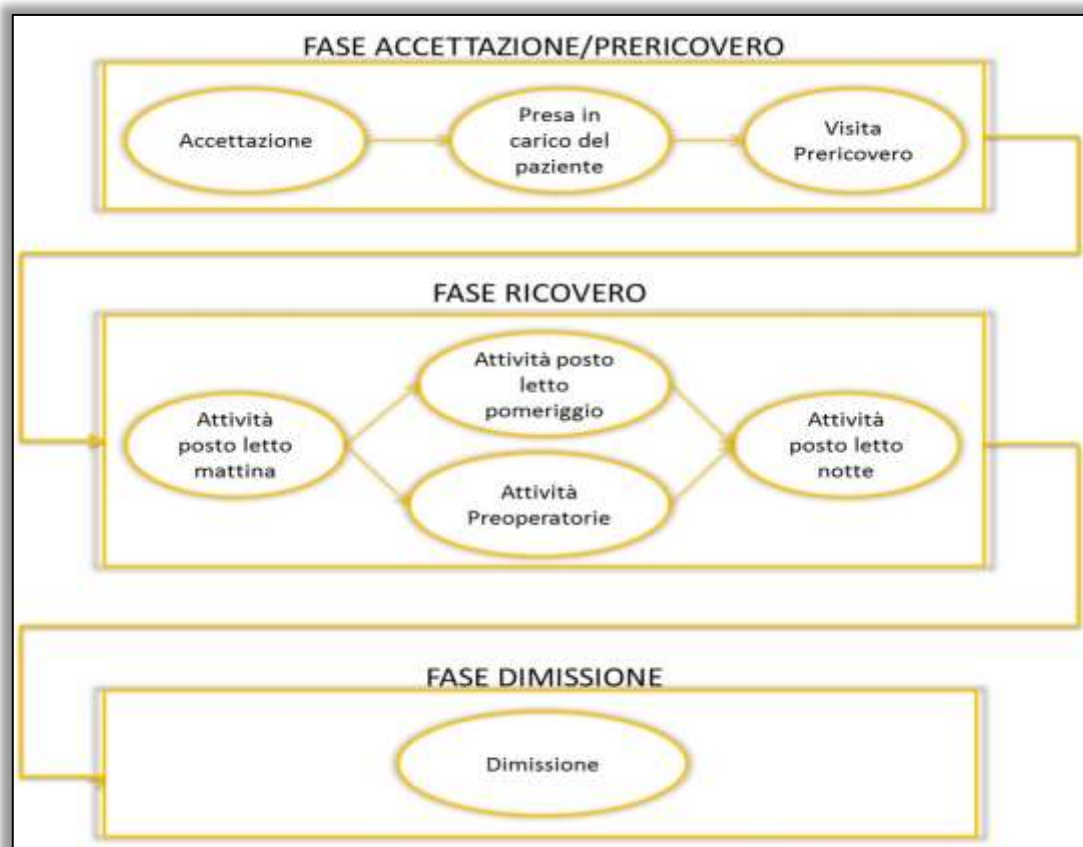 FASE ACCETTAZIONE/PRERICOVERO
Accettazione
Presa in
carico del
paziente
Visita
Prericovero
FASE RICOVERO
Attività
posto letto
mattina
Attività posto
letto
pomeriggio
Attività
Preoperatorie
Attività
posto letto
notte
FASE DIMISSIONE
Dimissione